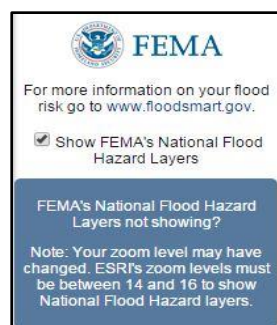 FEMA
For more information on your flood
risk go to www.floodsmart.gov.
Show FEMA's National Flood
Hazard Layers
FEMA's National Flood Hazard
Layers not showing?
Note: Your zoom level may have
changed. ESRI's zoom levels must
be between 14 and 16 to show
National Flood Hazard layers.